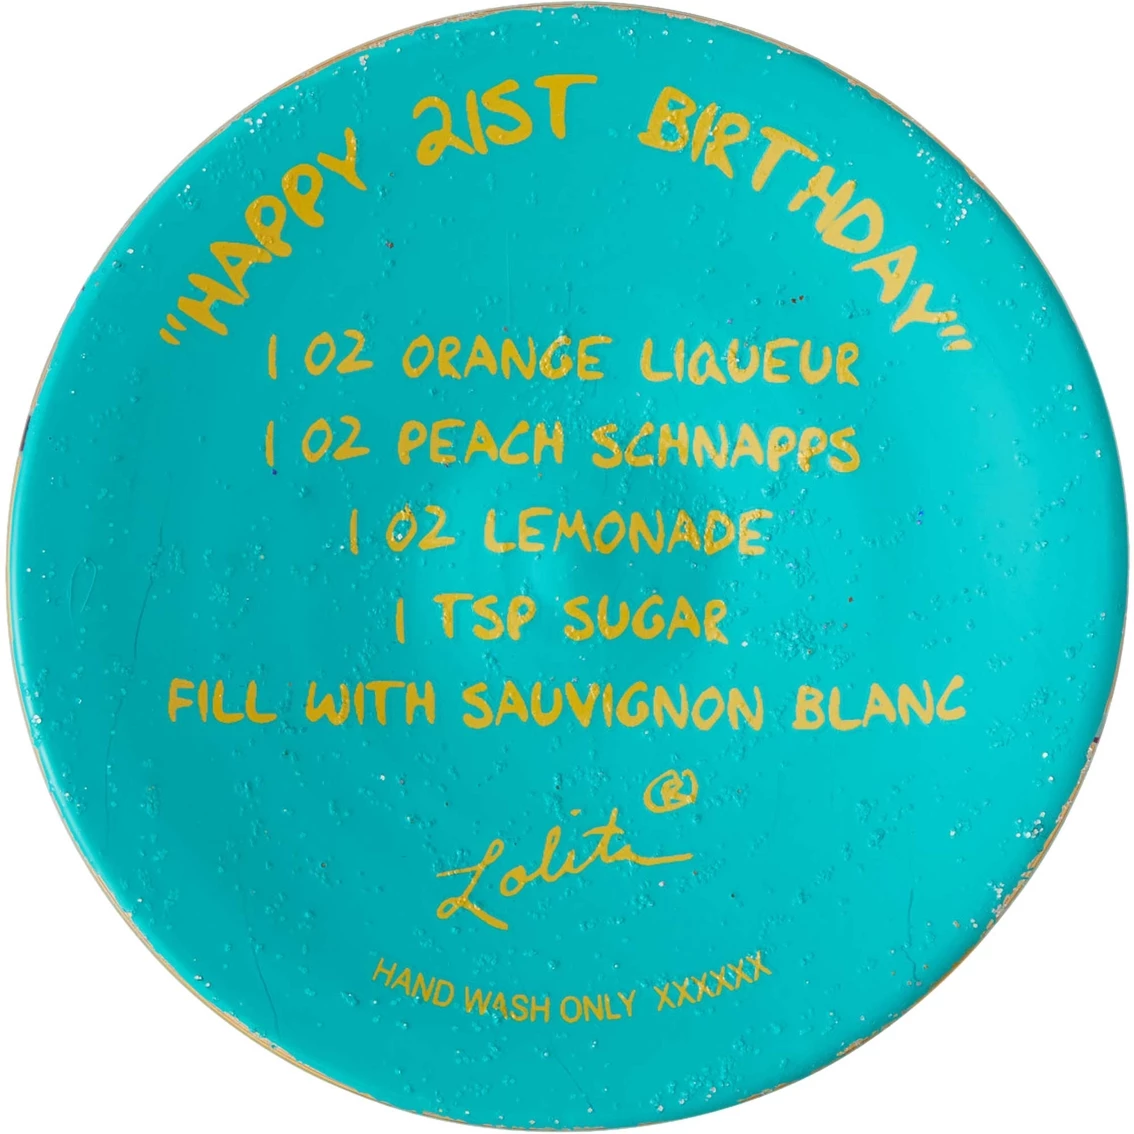 "HAPPY 21ST BIRTHDAY"
1 OZ ORANGE LIQUEUR
1 OZ PEACH SCHNAPPS
1 OZ LEMONADE
1 TSP SUGAR
FILL WITH SAUVIGNON BLANC
Lolita ®
HAND WASH ONLY XXXXXX